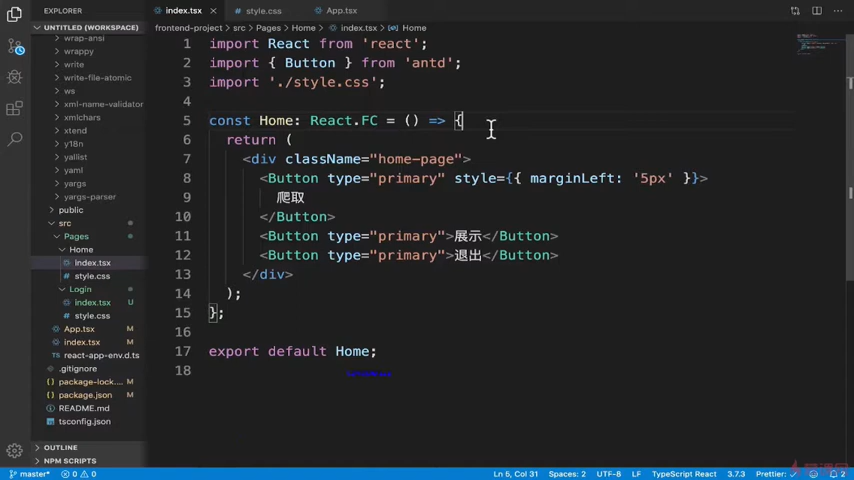 EXPLORER
index.tsx
style.css
App.tsx
UNTITLED (WORKSPACE)
frontend-project > src > Pages > Home > index.tsx > Home
wrap-ansi
wrappy
write
write-file-atomic
ws
xml-name-validator
xmlchars
xtend
y18n
yallist
yaml
yargs
yargs-parser
public
src
Pages
Home
index.tsx
style.css
Login
index.tsx U
style.css
App.tsx M
index.tsx M
react-app-env.d.ts
.gitignore
package-lock.... M
package.json M
README.md
tsconfig.json
OUTLINE
NPM SCRIPTS
1 import React from 'react';
2 import { Button } from 'antd';
3 import './style.css';
4
5 const Home: React.FC = () => {
6 return (
7 <div className="home-page">
8 <Button type="primary" style={{ marginLeft: '5px' }}>
9 爬取
10 </Button>
11 <Button type="primary">展示</Button>
12 <Button type="primary">退出</Button>
13 </div>
14 );
15 };
16
17 export default Home;
18
master* 0 0 Ln 5, Col 31 Spaces: 2 UTF-8 LF TypeScript React 3.7.3 Prettier: ✓ 2